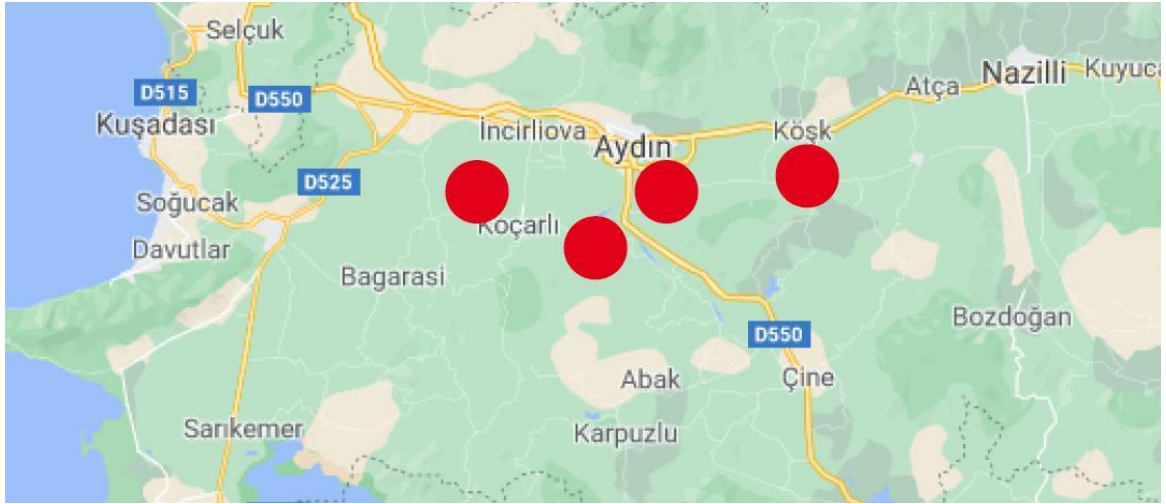 Selçuk
Nazilli
Kuyuca
Atça
D515
D550
Kuşadası
İncirliova
Köşk
Aydın
D525
Soğucak
Koçarlı
Davutlar
Bagarasi
Bozdoğan
D550
Abak
Çine
Sarıkemer
Karpuzlu